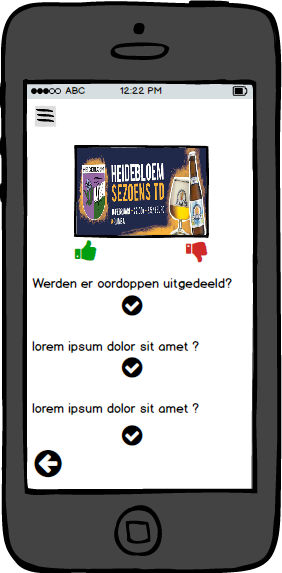 ABC 12:22 PM
HEIDEBLOEM
HEIDEBLOEM
SEZOENS TD
Werden er oordoppen uitgedeeld?
lorem ipsum dolor sit amet ?
lorem ipsum dolor sit amet ?